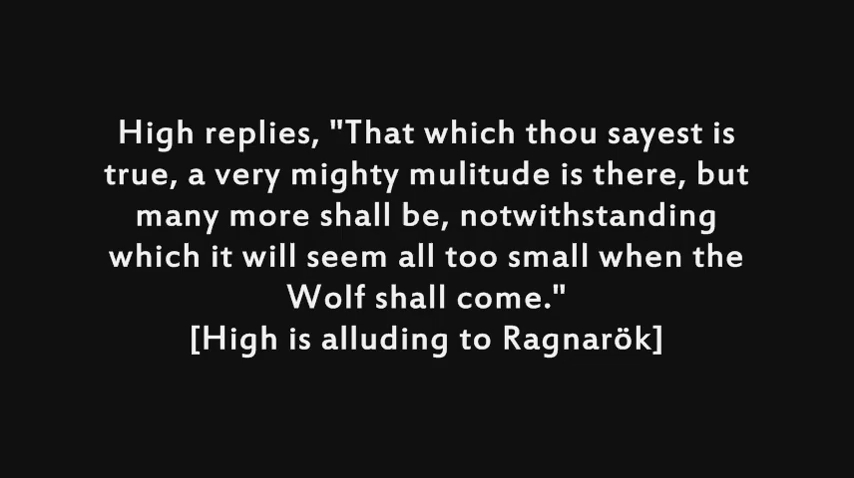 High replies, "That which thou sayest is
true, a very mighty mulitude is there, but
many more shall be, notwithstanding
which it will seem all too small when the
Wolf shall come."
[High is alluding to Ragnarök]